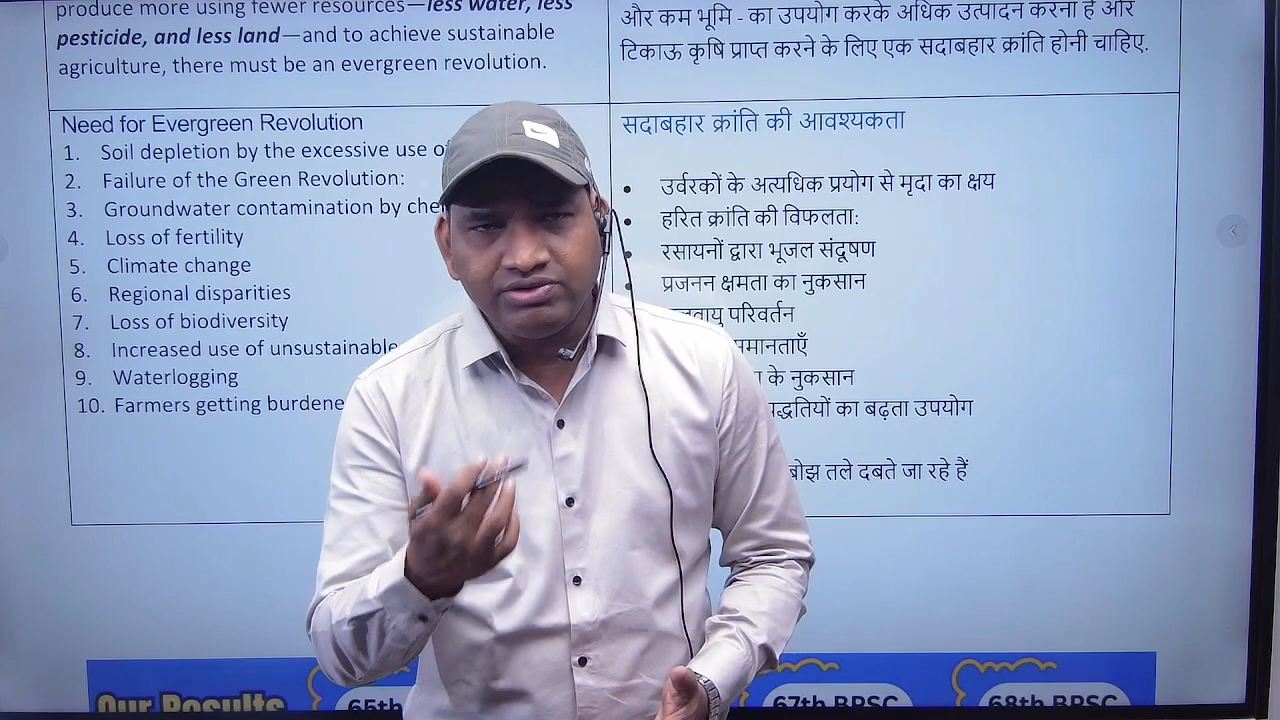 produce more using fewer resources—less water, less
pesticide, and less land—and to achieve sustainable
agriculture, there must be an evergreen revolution.
और कम भूमि - का उपयोग करके अधिक उत्पादन करना है और
टिकाऊ कृषि प्राप्त करने के लिए एक सदाबहार क्रांति होनी चाहिए.
Need for Evergreen Revolution
1. Soil depletion by the excessive use
2. Failure of the Green Revolution:
3. Groundwater contamination by
4. Loss of fertility
5. Climate change
6. Regional disparities
7. Loss of biodiversity
8. Increased use of unsustainable
9. Waterlogging
10. Farmers getting
सदाबहार क्रांति की आवश्यकता
• उर्वरकों के अत्यधिक प्रयोग से मृदा का क्षय
• हरित क्रांति की विफलता:
• रसायनों द्वारा भूजल संदूषण
• प्रजनन क्षमता का नुकसान
परिवर्तन
के नुकसान
का बढ़ता उपयोग
बोझ तले दबते जा रहे हैं
Our Results
65th
67th BPSC
68th BPSC